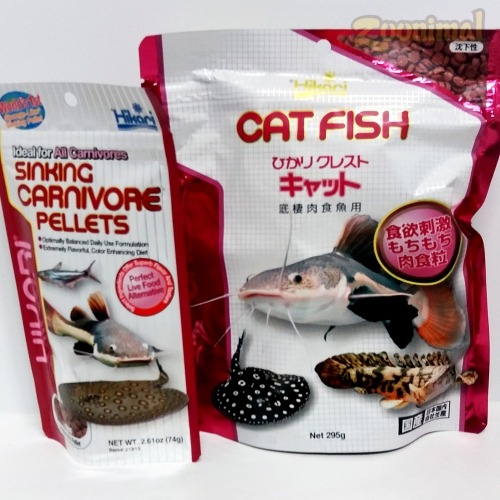 Zoonimal
Hikari
Ideal for All Carnivores
SINKING
CARNIVORE
PELLETS
Optimally Balanced Daily Use Formulation
Extremely Flavorful, Color Enhancing Diet
Perfect
Live Food
Alternative
HIKARI
NET WT. 2.61oz (74g)
沈下性
Hikari
CAT FISH
ひかりクレスト
キャット
底棲肉食魚用
食欲刺激
もちもち
肉食粒
Net 295g
国産